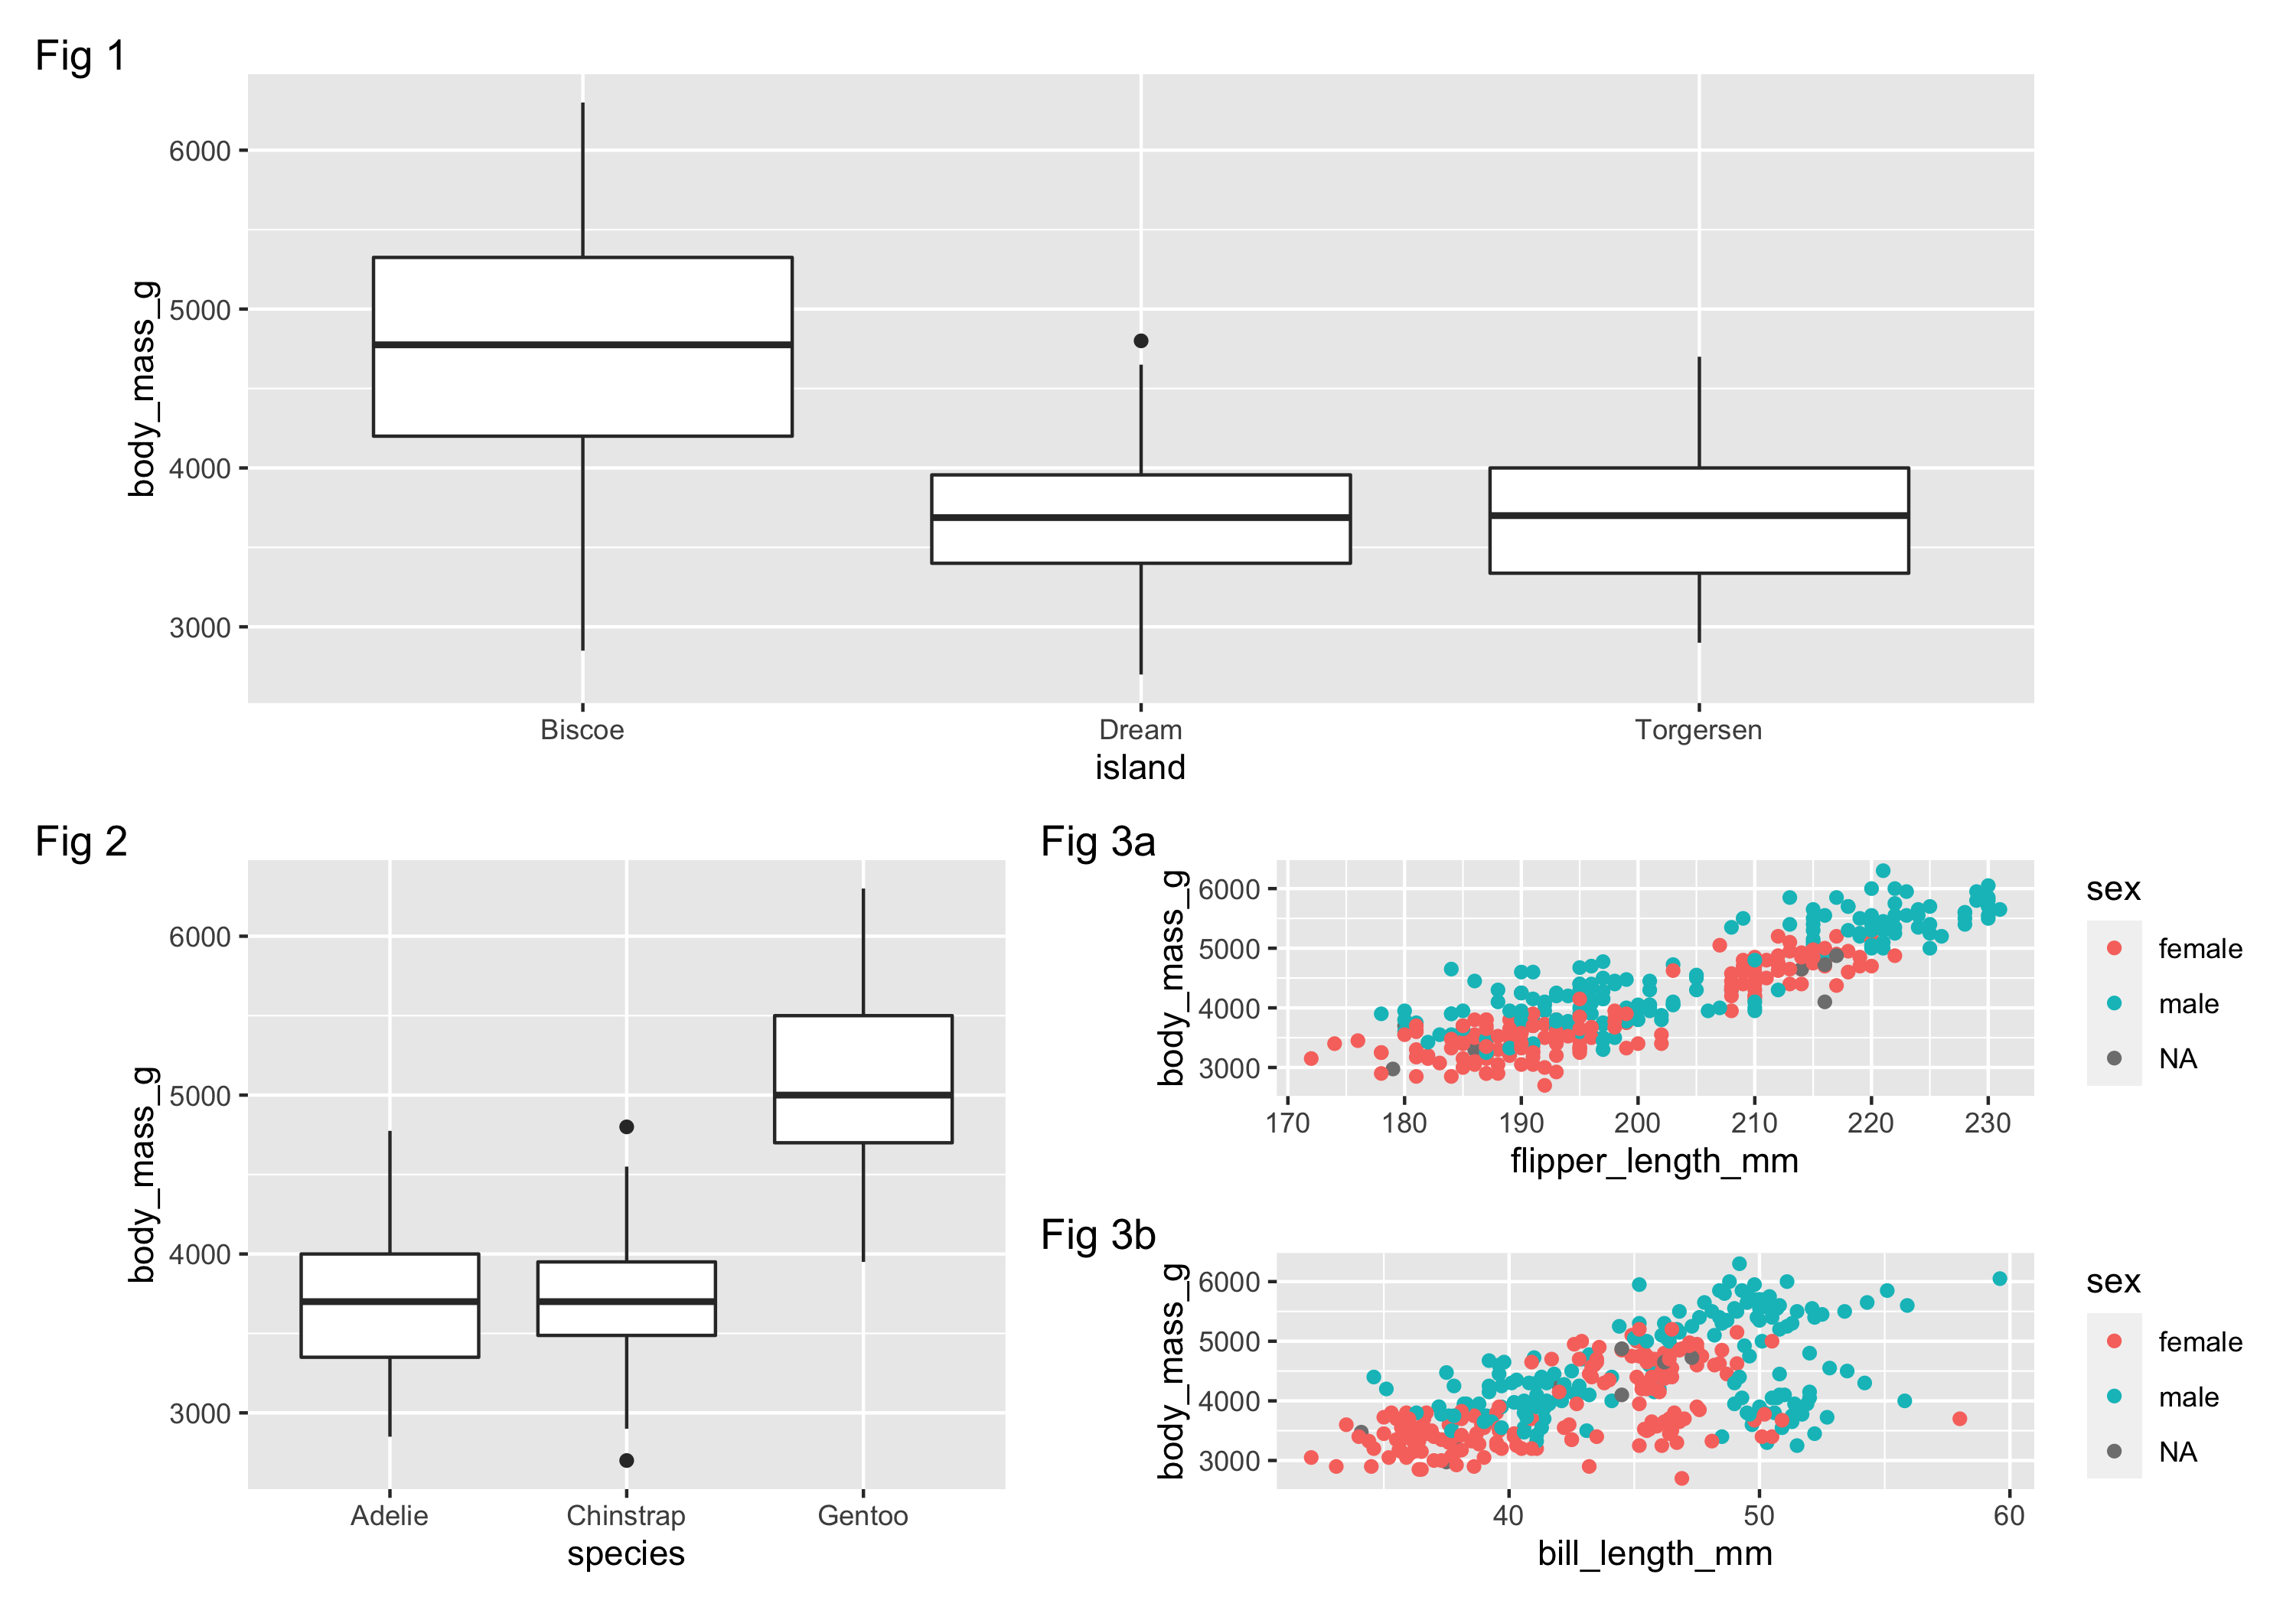 Fig 1
body_mass_g
6000
5000
4000
3000
Biscoe Dream Torgersen
island
Fig 2
body_mass_g
6000
5000
4000
3000
Adelie Chinstrap Gentoo
species
Fig 3a
body_mass_g
6000
5000
4000
3000
170 180 190 200 210 220 230
flipper_length_mm
sex
female
male
NA
Fig 3b
body_mass_g
6000
5000
4000
3000
40 50 60
bill_length_mm
sex
female
male
NA